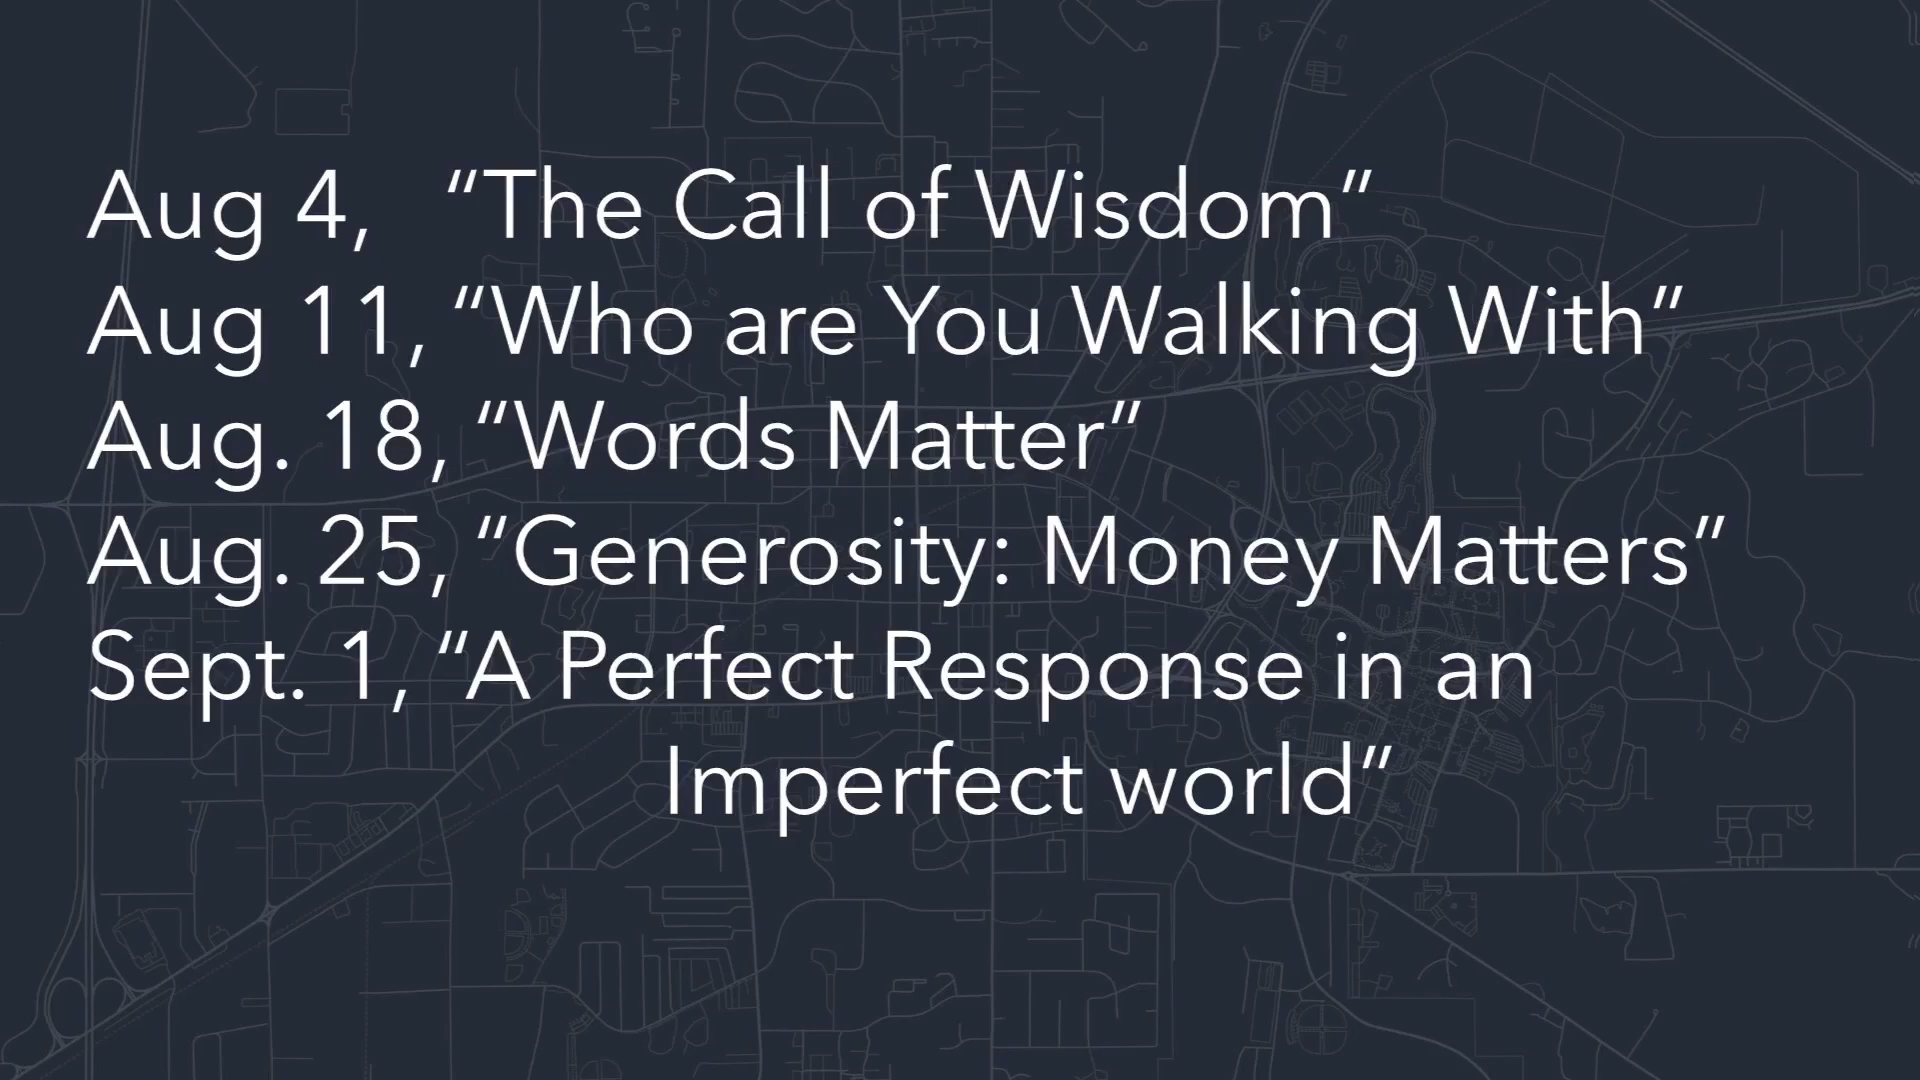 Aug 4, “The Call of Wisdom”
Aug 11, “Who are You Walking With”
Aug. 18, “Words Matter”
Aug. 25, “Generosity: Money Matters”
Sept. 1, “A Perfect Response in an
Imperfect world”